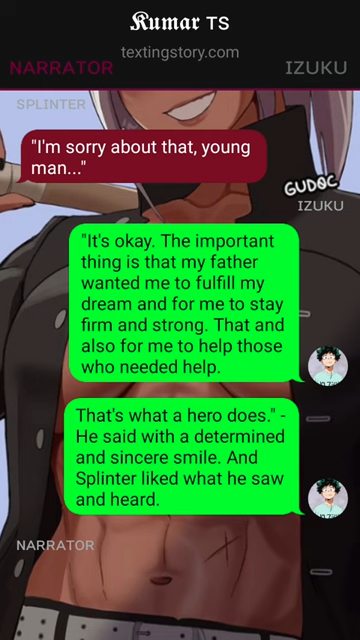 Kumar TS
textingstory.com
NARRATOR
IZUKU
SPLINTER
"I'm sorry about that, young
man..."
GUDØC
IZUKU
"It's okay. The important
thing is that my father
wanted me to fulfill my
dream and for me to stay
firm and strong. That and
also for me to help those
who needed help.
That's what a hero does." -
He said with a determined
and sincere smile. And
Splinter liked what he saw
and heard.
NARRATOR